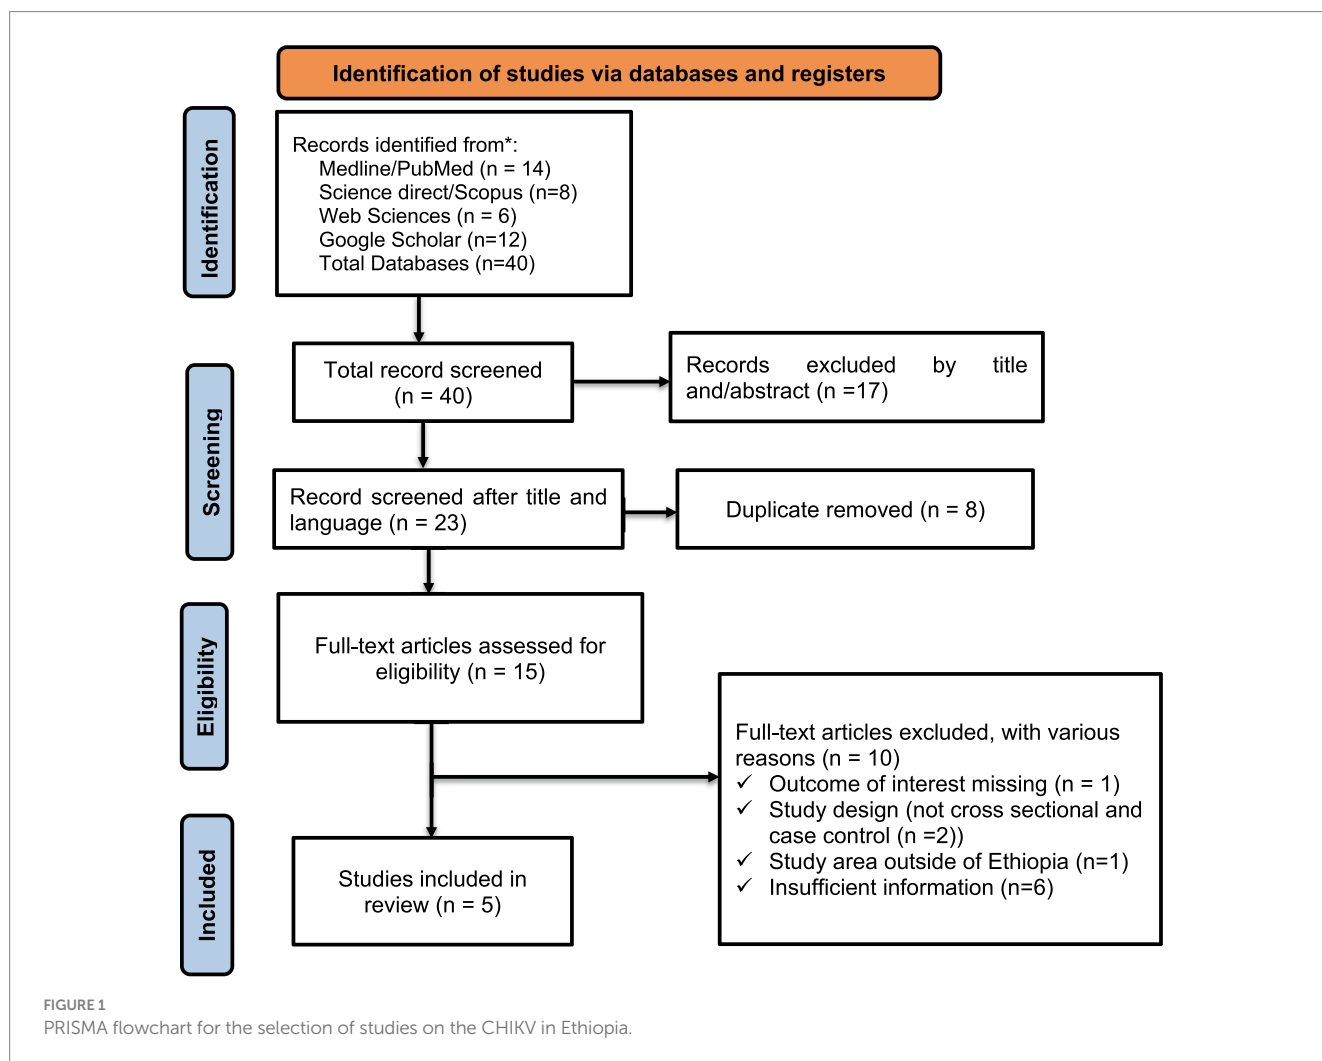 Identification of studies via databases and registers
Identification
Records identified from*:
Medline/PubMed (n = 14)
Science direct/Scopus (n=8)
Web Sciences (n = 6)
Google Scholar (n=12)
Total Databases (n=40)
Screening
Total record screened
(n = 40)
Records excluded by title
and/abstract (n =17)
Record screened after title and
language (n = 23)
Duplicate removed (n = 8)
Eligibility
Full-text articles assessed for
eligibility (n = 15)
Full-text articles excluded, with various
reasons (n = 10)
✓ Outcome of interest missing (n = 1)
✓ Study design (not cross sectional and
case control (n =2))
✓ Study area outside of Ethiopia (n=1)
✓ Insufficient information (n=6)
Included
Studies included in
review (n = 5)
FIGURE 1
PRISMA flowchart for the selection of studies on the CHIKV in Ethiopia.